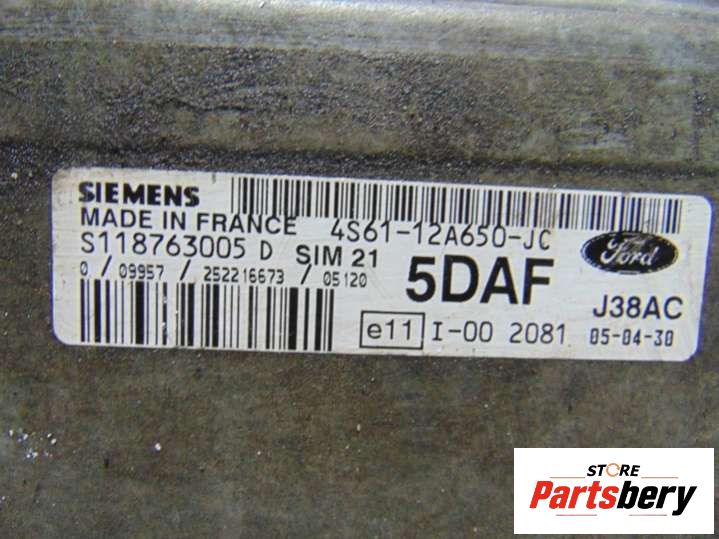 SIEMENS
MADE IN FRANCE 4S61-12A650-JC
S118763005 D SIM 21
0 / 09957 / 252216673 / 05120
5DAF
Ford
J38AC
e11 I-00 2081 05-04-30
STORE
Partsbery